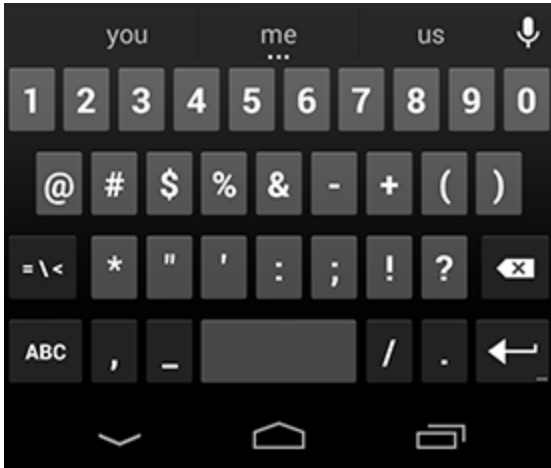 you me us
1 2 3 4 5 6 7 8 9 0
@ # $ % & - + ( )
=\< * " ' : ; ! ?
ABC , _ / .